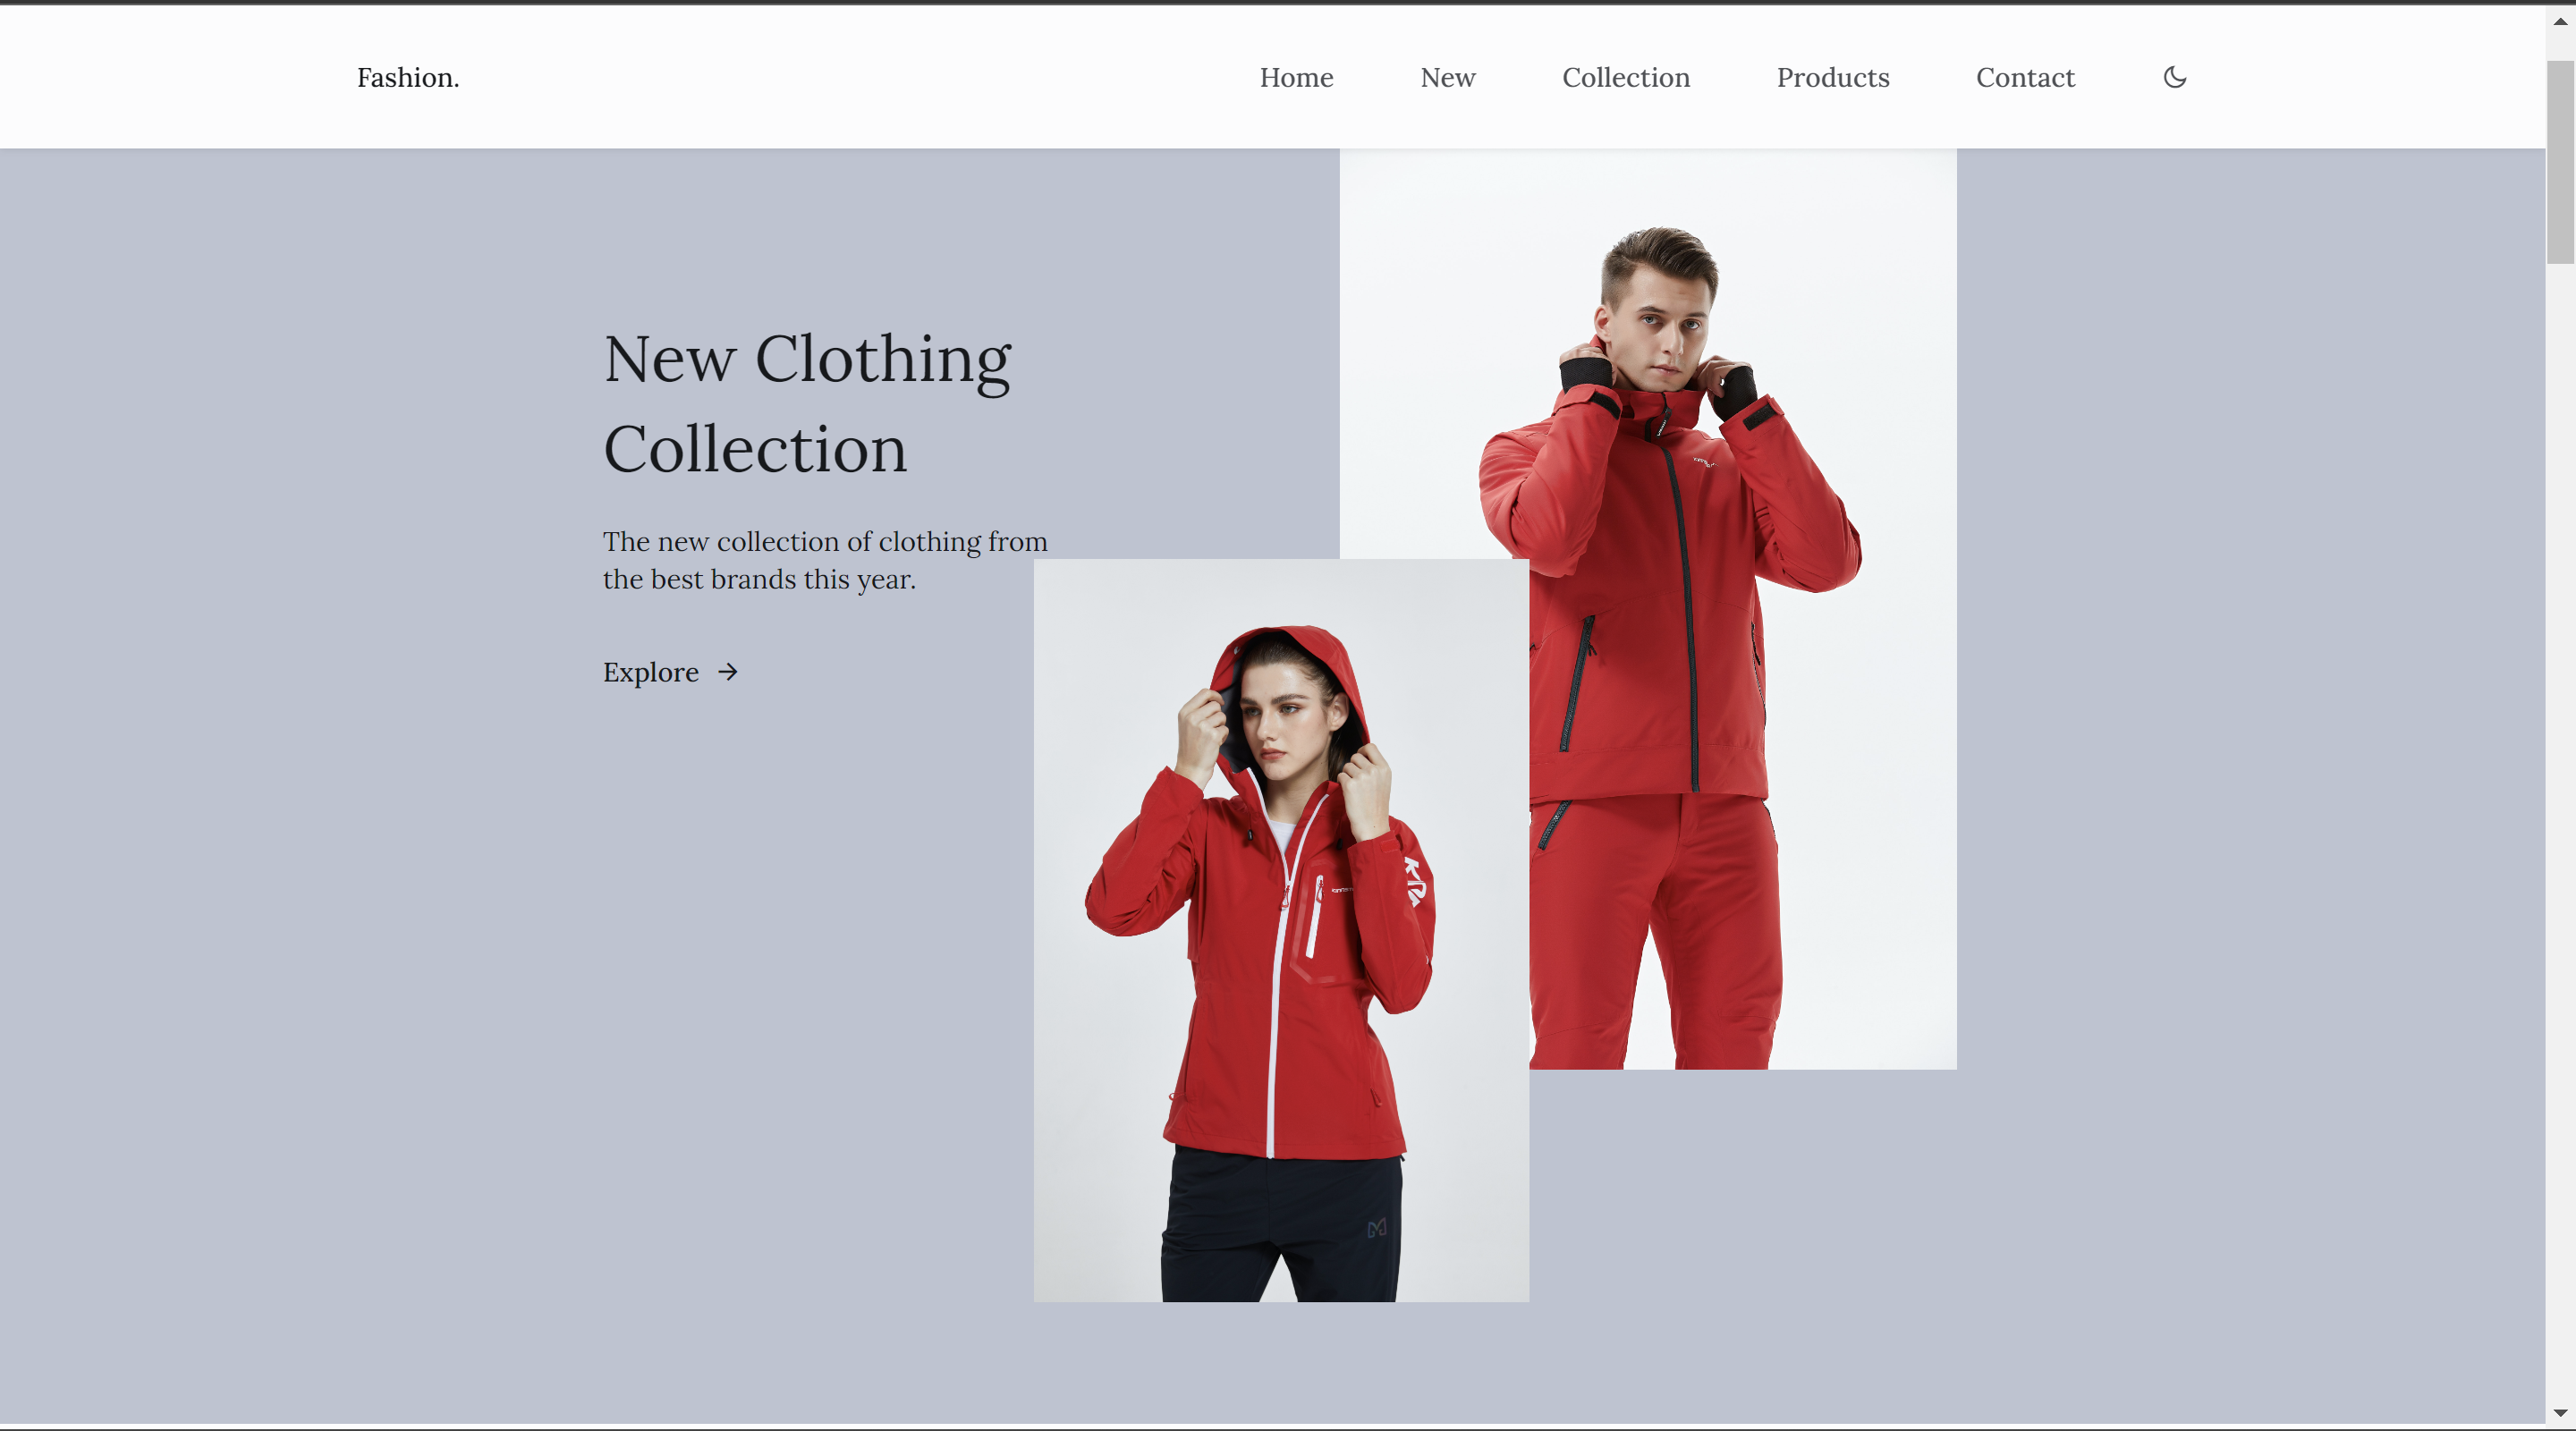 Fashion.
Home
New
Collection
Products
Contact
New Clothing
Collection
The new collection of clothing from
the best brands this year.
Explore